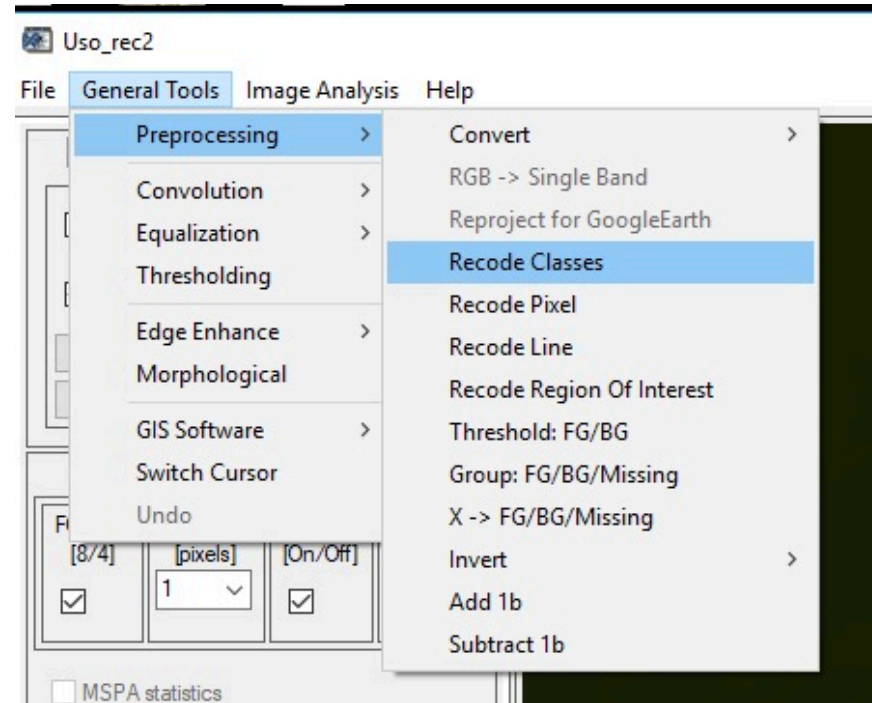 Uso_rec2
File General Tools Image Analysis Help
Preprocessing
Convolution
Equalization
Thresholding
Edge Enhance
Morphological
GIS Software
Switch Cursor
Undo
Convert
RGB -> Single Band
Reproject for GoogleEarth
Recode Classes
Recode Pixel
Recode Line
Recode Region Of Interest
Threshold: FG/BG
Group: FG/BG/Missing
X -> FG/BG/Missing
Invert
Add 1b
Subtract 1b
[8/4] [pixels] [On/Off]
1
MSPA statistics